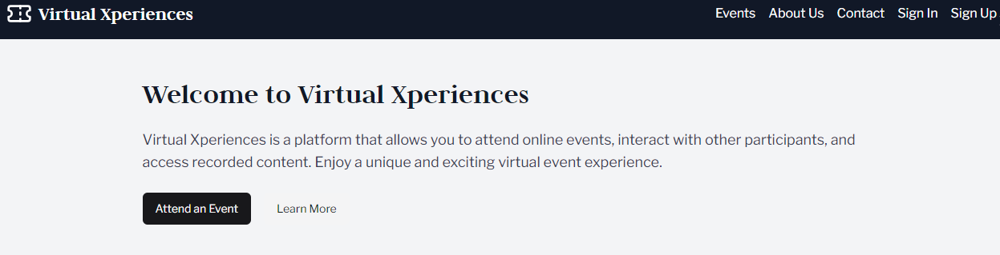 Virtual Xperiences
Events About Us Contact Sign In Sign Up
Welcome to Virtual Xperiences
Virtual Xperiences is a platform that allows you to attend online events, interact with other participants, and
access recorded content. Enjoy a unique and exciting virtual event experience.
Attend an Event Learn More